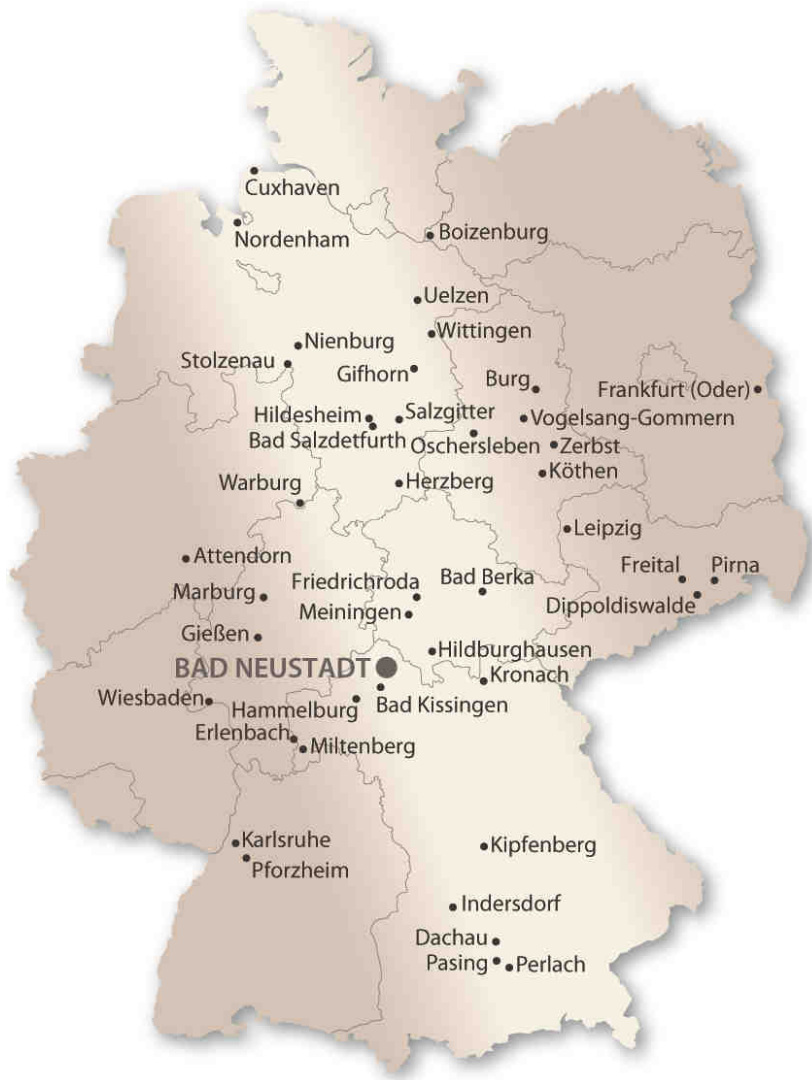 Cuxhaven
Nordenham
Boizenburg
Uelzen
Wittingen
Nienburg
Stolzenau
Gifhorn
Burg
Frankfurt (Oder)
Hildesheim
Salzgitter
Vogelsang-Gommern
Bad Salzdetfurth
Oschersleben
Zerbst
Köthen
Warburg
Herzberg
Leipzig
Attendorn
Freital
Pirna
Friedrichroda
Bad Berka
Marburg
Dippoldiswalde
Meiningen
Gießen
Hildburghausen
BAD NEUSTADT
Kronach
Wiesbaden
Hammelburg
Bad Kissingen
Erlenbach
Miltenberg
Karlsruhe
Kipfenberg
Pforzheim
Indersdorf
Dachau
Pasing
Perlach